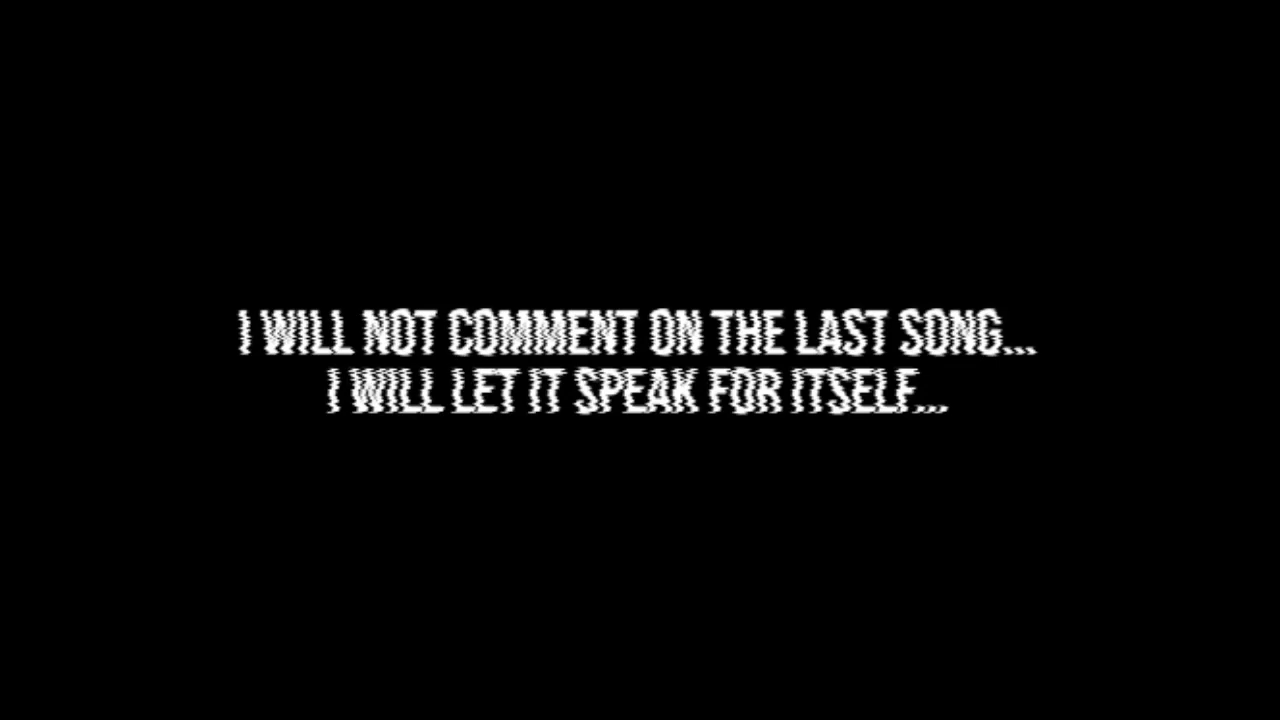 I WILL NOT COMMENT ON THE LAST SONG...
I WILL LET IT SPEAK FOR ITSELF...